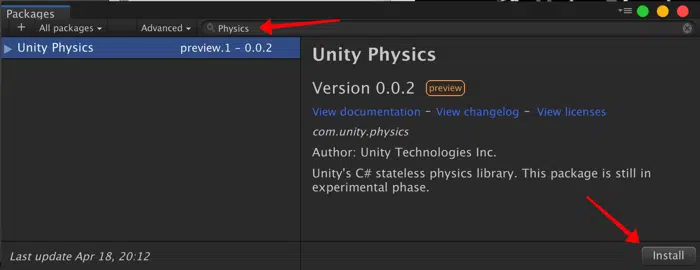 Packages
+ All packages Advanced Physics
Unity Physics preview.1 – 0.0.2
Unity Physics
Version 0.0.2 preview
View documentation – View changelog – View licenses
com.unity.physics
Author: Unity Technologies Inc.
Unity's C# stateless physics library. This package is still in
experimental phase.
Last update Apr 18, 20:12
Install